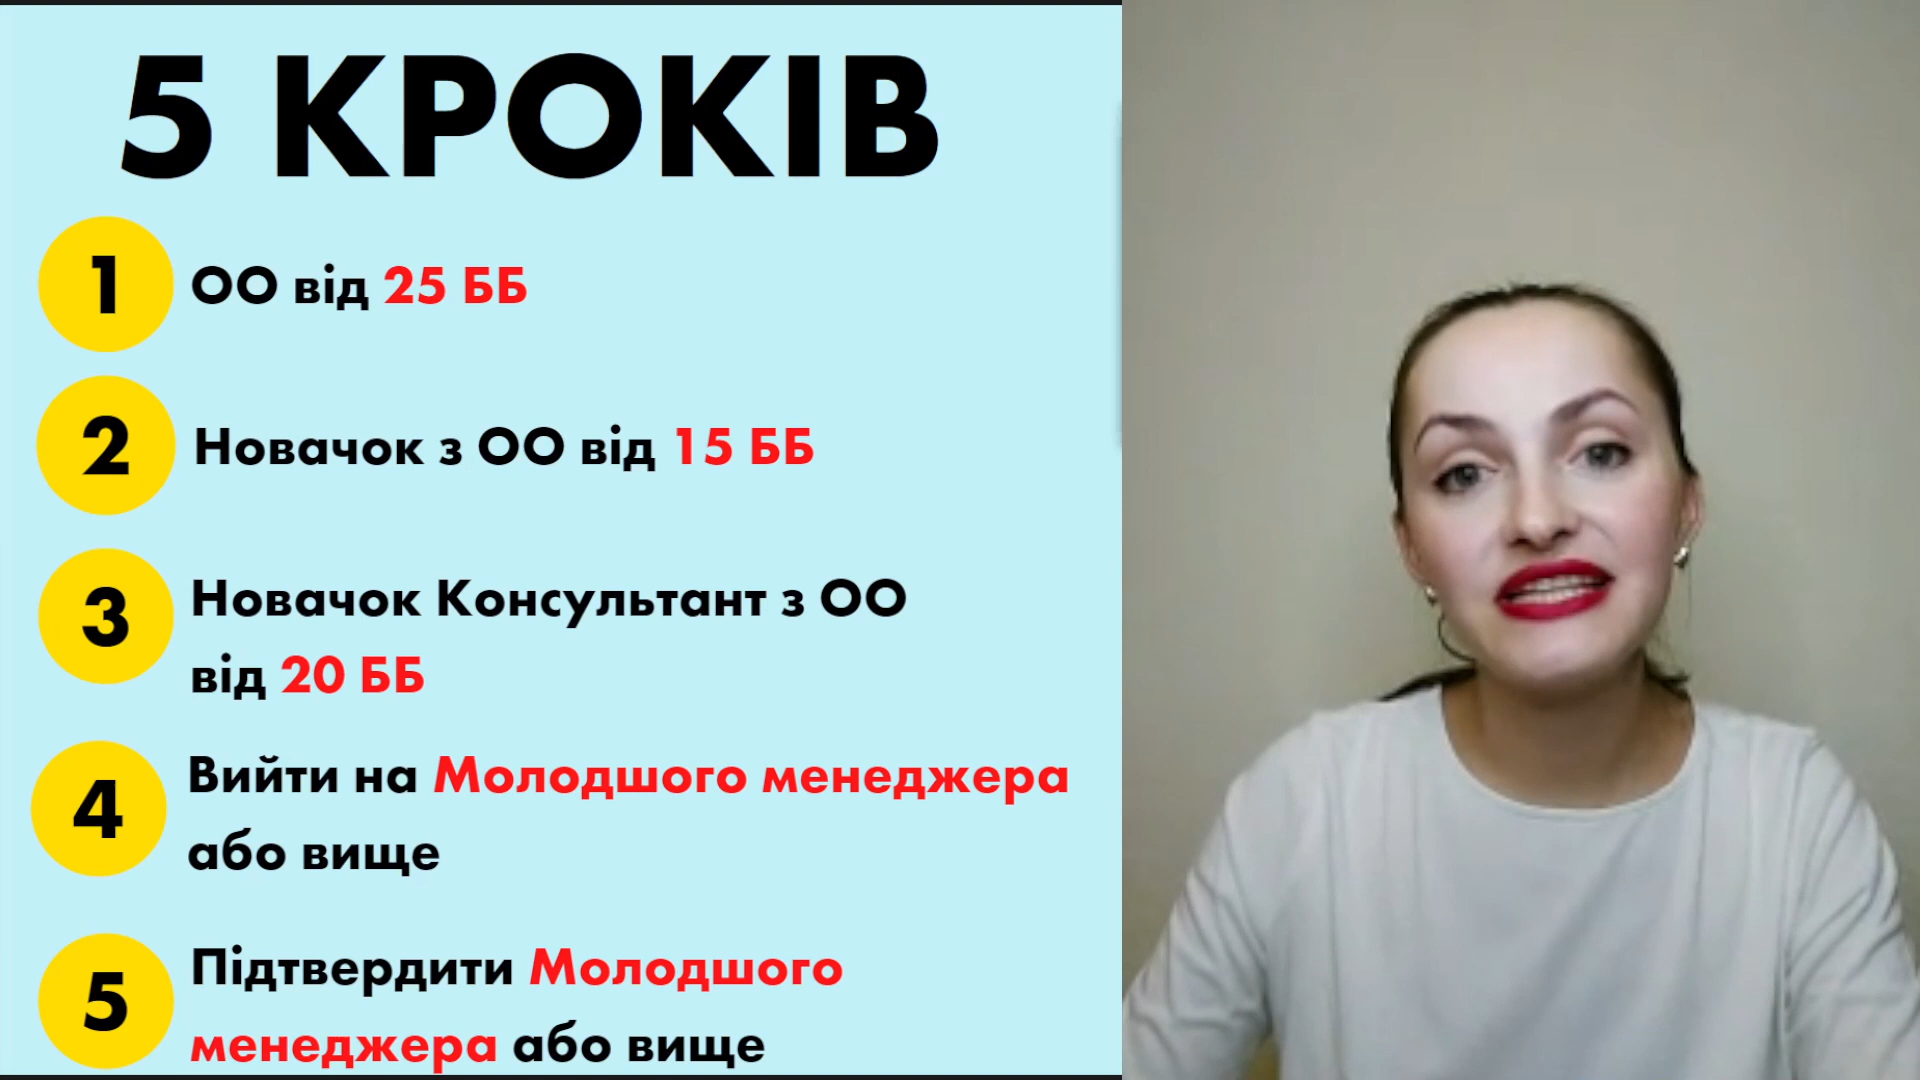 5 КРОКІВ
1 ОО від 25 ББ
2 Новачок з ОО від 15 ББ
3 Новачок Консультант з ОО
від 20 ББ
4 Вийти на Молодшого менеджера
або вище
5 Підтвердити Молодшого
менеджера або вище